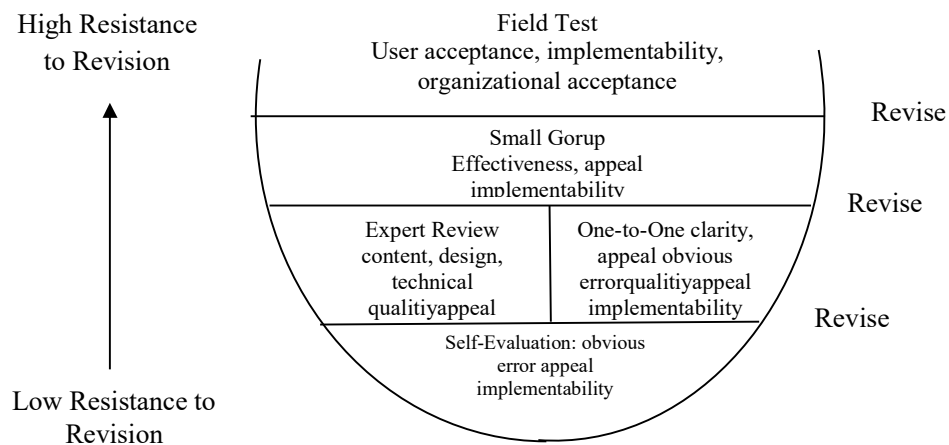 High Resistance
to Revision
Field Test
User acceptance, implementability,
organizational acceptance
Revise
Small Gorup
Effectiveness, appeal
implementability
Revise
Expert Review
content, design,
technical
qualitiyappeal
One-to-One clarity,
appeal obvious
errorqualitiyappeal
implementability
Revise
Self-Evaluation: obvious
error appeal
implementability
Low Resistance to
Revision